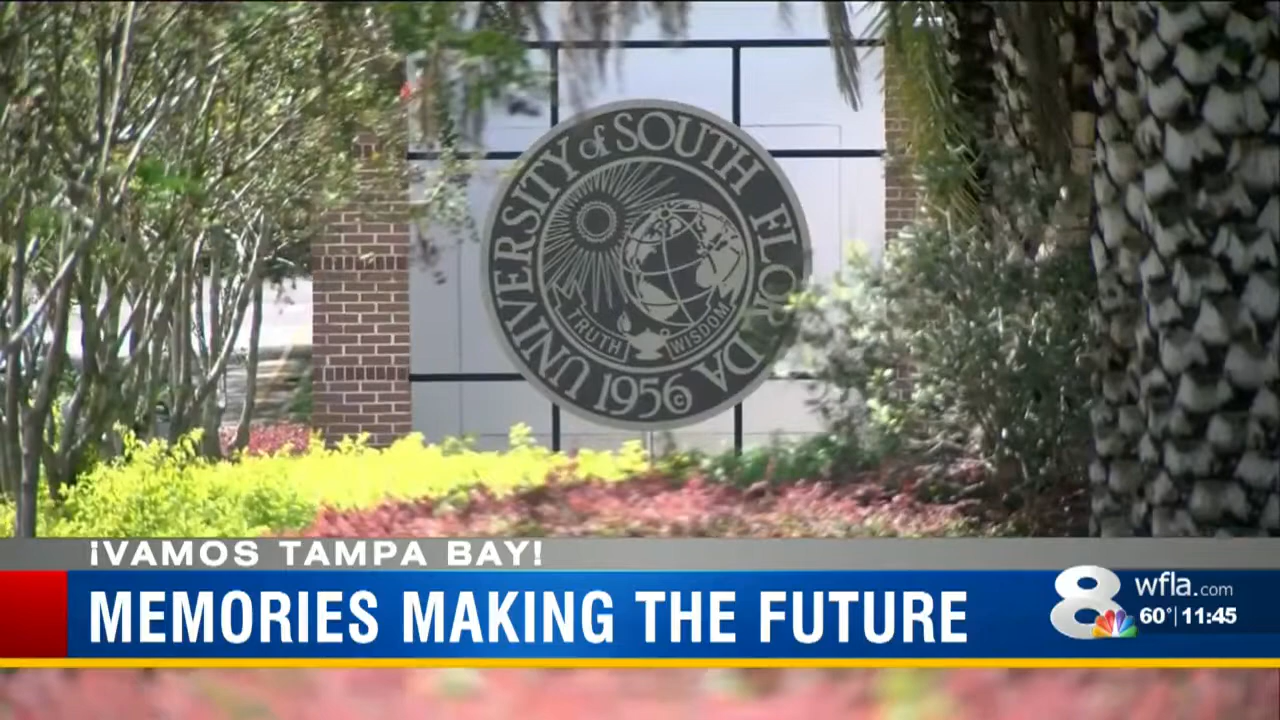 UNIVERSITY of SOUTH FLORIDA
TRUTH WISDOM
1956
¡VAMOS TAMPA BAY!
MEMORIES MAKING THE FUTURE
8 wfla.com
60° 11:45